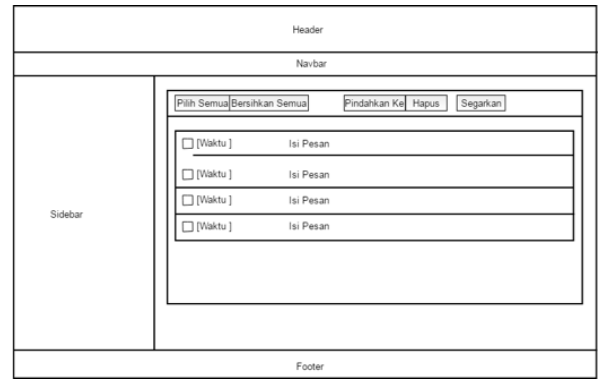 Header
Navbar
Pilih Semua Bersihkan Semua Pindahkan Ke Hapus Segarkan
[Waktu ] Isi Pesan
[Waktu ] Isi Pesan
[Waktu ] Isi Pesan
Sidebar
[Waktu ] Isi Pesan
Footer